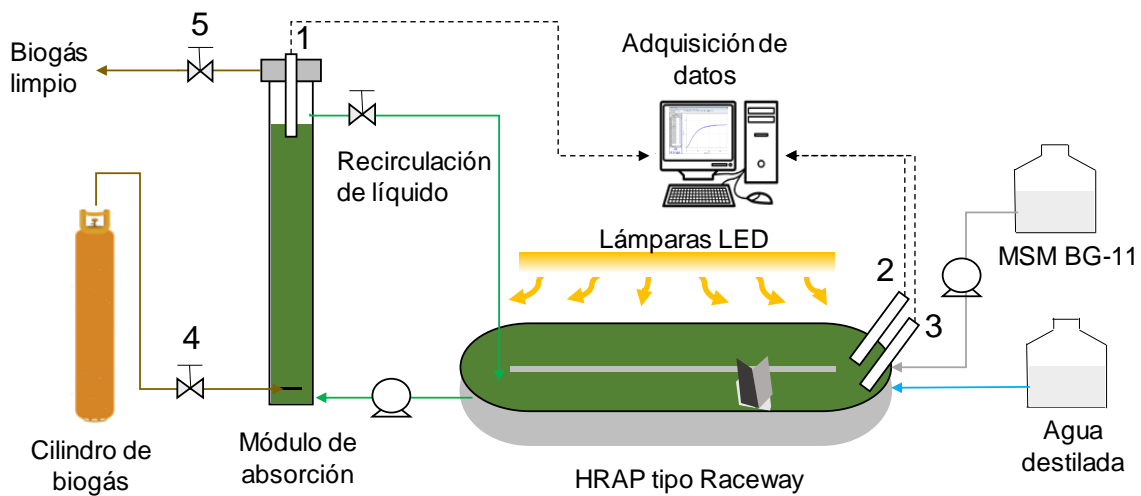 5
Biogás
limpio
1
Adquisición de
datos
Recirculación
de líquido
Lámparas LED
MSM BG-11
2
3
4
Cilindro de
biogás
Módulo de
absorción
HRAP tipo Raceway
Agua
destilada